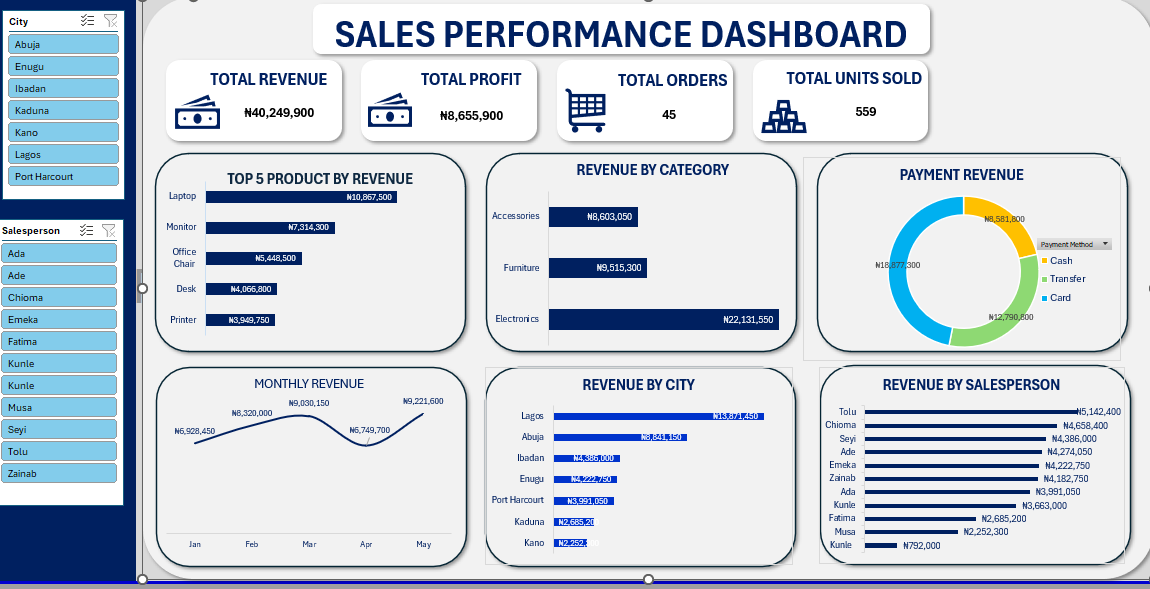 SALES PERFORMANCE DASHBOARD
City
Abuja
Enugu
Ibadan
Kaduna
Kano
Lagos
Port Harcourt
Salesperson
Ada
Ade
Chioma
Emeka
Fatima
Kunle
Kunle
Musa
Seyi
Tolu
Zainab
TOTAL REVENUE
₦40,249,900
TOTAL PROFIT
₦8,655,900
TOTAL ORDERS
45
TOTAL UNITS SOLD
559
TOP 5 PRODUCT BY REVENUE
Laptop ₦10,867,500
Monitor ₦7,314,300
Office
Chair ₦5,448,500
Desk ₦4,066,800
Printer ₦3,949,750
REVENUE BY CATEGORY
Accessories ₦8,603,050
Furniture ₦9,515,300
Electronics ₦22,131,550
PAYMENT REVENUE
₦8,581,800
₦18,877,300
₦12,790,800
Payment Method
Cash
Transfer
Card
MONTHLY REVENUE
₦6,928,450
₦8,320,000
₦9,030,150
₦6,749,700
₦9,221,600
Jan Feb Mar Apr May
REVENUE BY CITY
Lagos ₦13,871,450
Abuja ₦8,841,150
Ibadan ₦4,386,000
Enugu ₦4,222,750
Port Harcourt ₦3,991,050
Kaduna ₦2,685,20
Kano ₦2,252,
REVENUE BY SALESPERSON
Tolu ₦5,142,400
Chioma ₦4,658,400
Seyi ₦4,386,000
Ade ₦4,274,050
Emeka ₦4,222,750
Zainab ₦4,182,750
Ada ₦3,991,050
Kunle ₦3,663,000
Fatima ₦2,685,200
Musa ₦2,252,300
Kunle ₦792,000